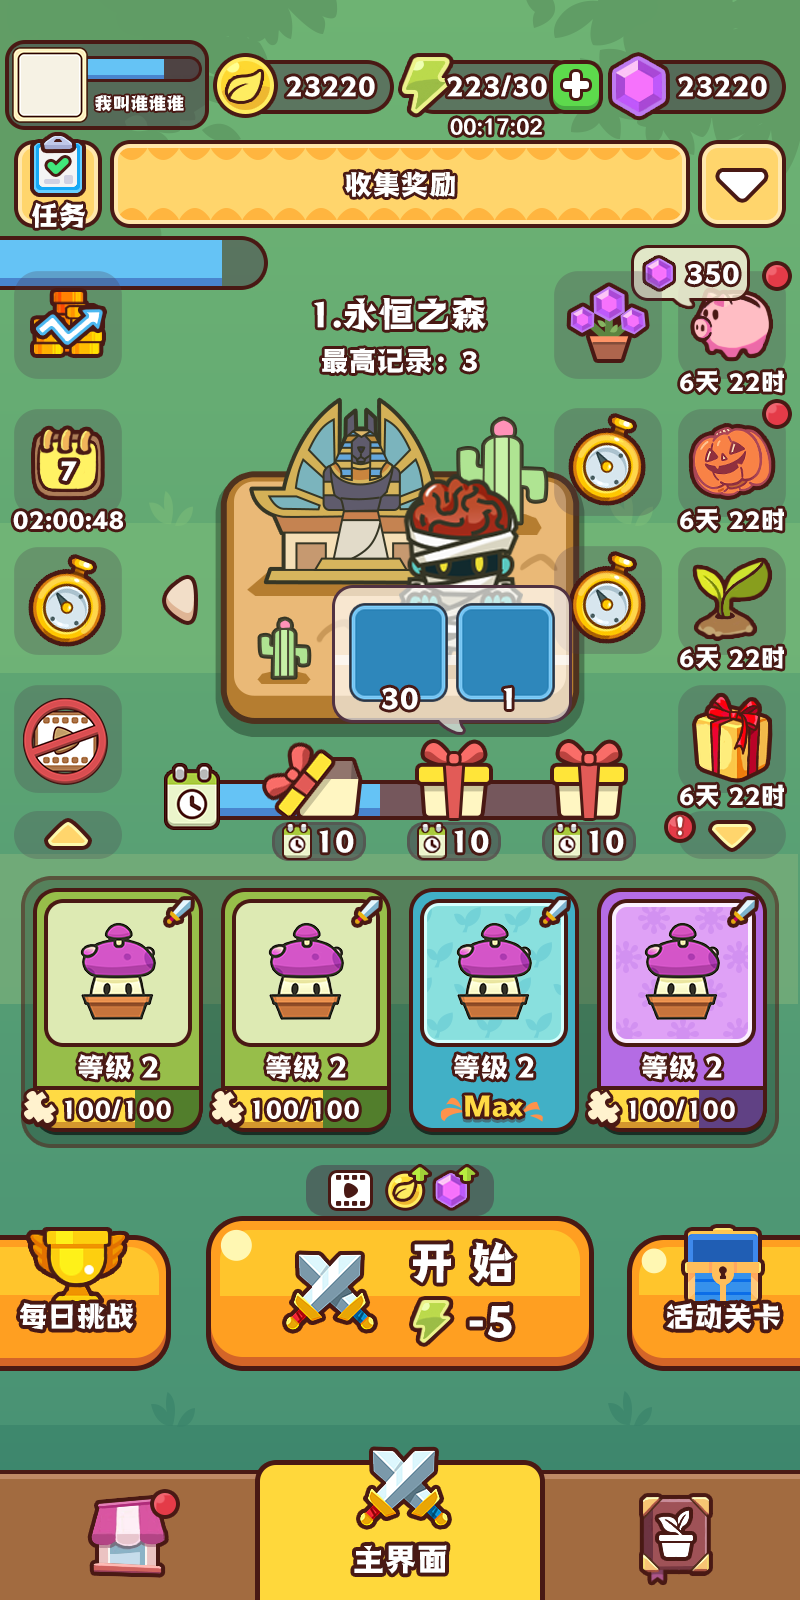 23220
223/30
23220
我叫谁谁谁
00:17:02
任务
收集奖励
350
1.永恒之森
最高记录：3
6天 22时
7
02:00:48
6天 22时
6天 22时
30
1
6天 22时
10
10
10
等级 2
等级 2
等级 2
等级 2
100/100
100/100
Max
100/100
开始
-5
每日挑战
活动关卡
主界面